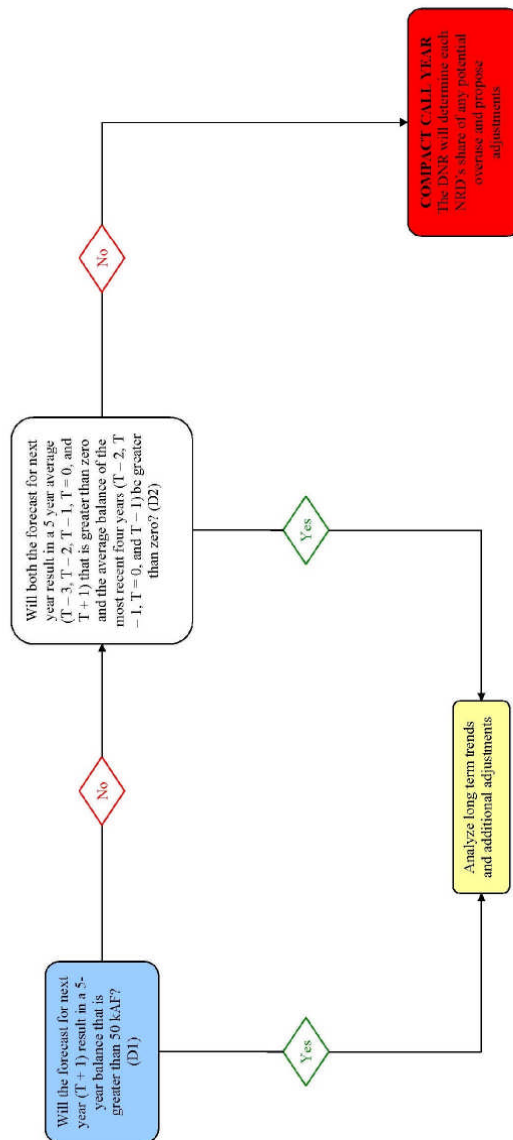 Will the forecast for next
year (T + 1) result in a 5-
year balance that is
greater than 50 kAF?
(D1)
No
Yes
Will both the forecast for next
year result in a 5 year average
(T – 3, T – 2, T – 1, T = 0, and
T + 1) that is greater than zero
and the average balance of the
most recent four years (T – 2, T
– 1, T = 0, and T – 1) be greater
than zero? (D2)
No
Yes
Analyze long term trends
and additional adjustments
COMPACT CALL YEAR
The DNR will determine each
NRD's share of any potential
overuse and propose
adjustments